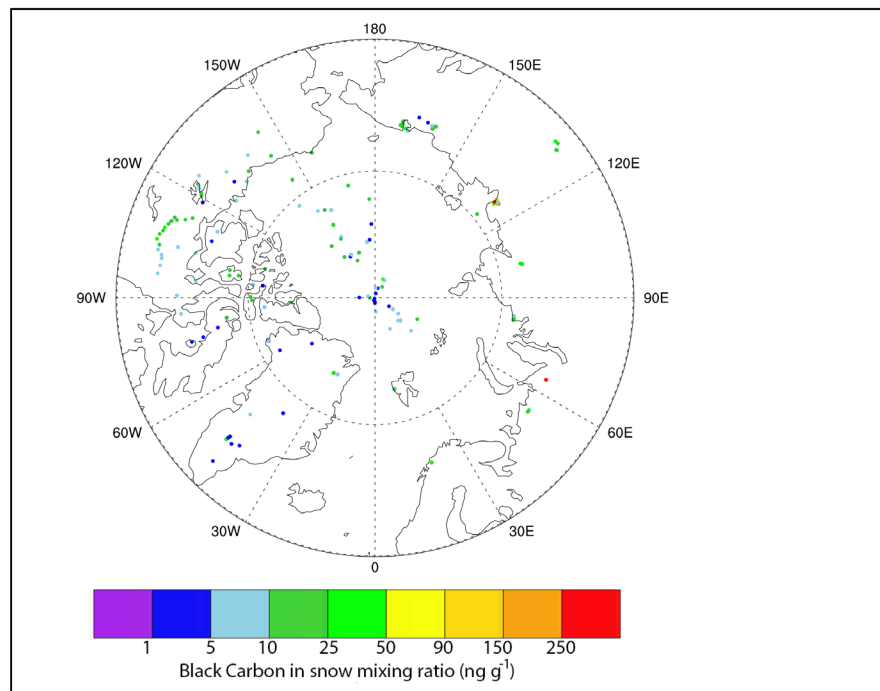 180
150W
150E
120W
120E
90W
90E
60W
60E
30W
30E
0
1 5 10 25 50 90 150 250
Black Carbon in snow mixing ratio (ng g-1)